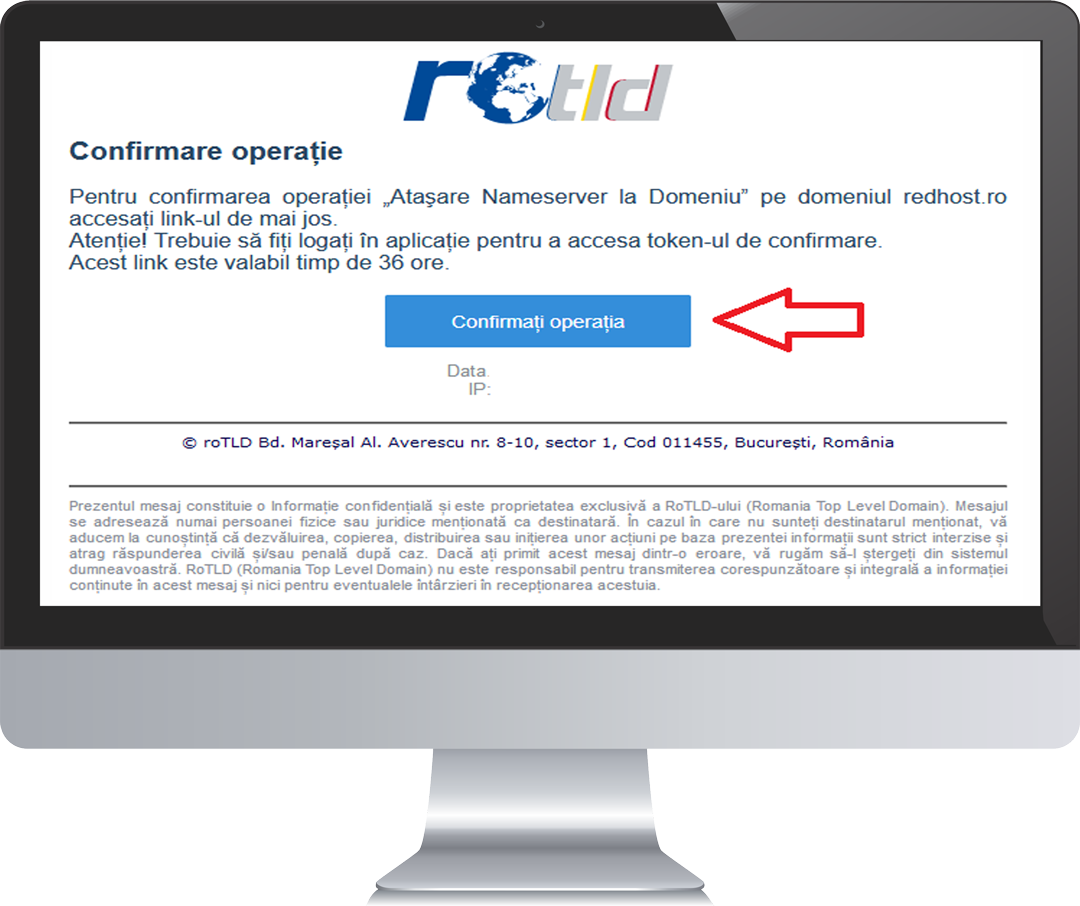 rotld
Confirmare operație
Pentru confirmarea operației „Ataşare Nameserver la Domeniu” pe domeniul redhost.ro
accesați link-ul de mai jos.
Atenție! Trebuie să fiți logați în aplicație pentru a accesa token-ul de confirmare.
Acest link este valabil timp de 36 ore.
Confirmați operația
Data
IP:
© roTLD Bd. Mareșal Al. Averescu nr. 8-10, sector 1, Cod 011455, București, România
Prezentul mesaj constituie o Informație confidențială și este proprietatea exclusivă a RoTLD-ului (Romania Top Level Domain). Mesajul
se adresează numai persoanei fizice sau juridice menționată ca destinatară. În cazul în care nu sunteți destinatarul menționat, vă
aducem la cunoștință că dezvăluirea, copierea, distribuirea sau inițierea unor acțiuni pe baza prezentei informații sunt strict interzise și
atrag răspunderea civilă și/sau penală după caz. Dacă ați primit acest mesaj dintr-o eroare, vă rugăm să-l ștergeți din sistemul
dumneavoastră. RoTLD (Romania Top Level Domain) nu este responsabil pentru transmiterea corespunzătoare și integrală a informației
conținute în acest mesaj și nici pentru eventualele întârzieri în recepționarea acestuia.